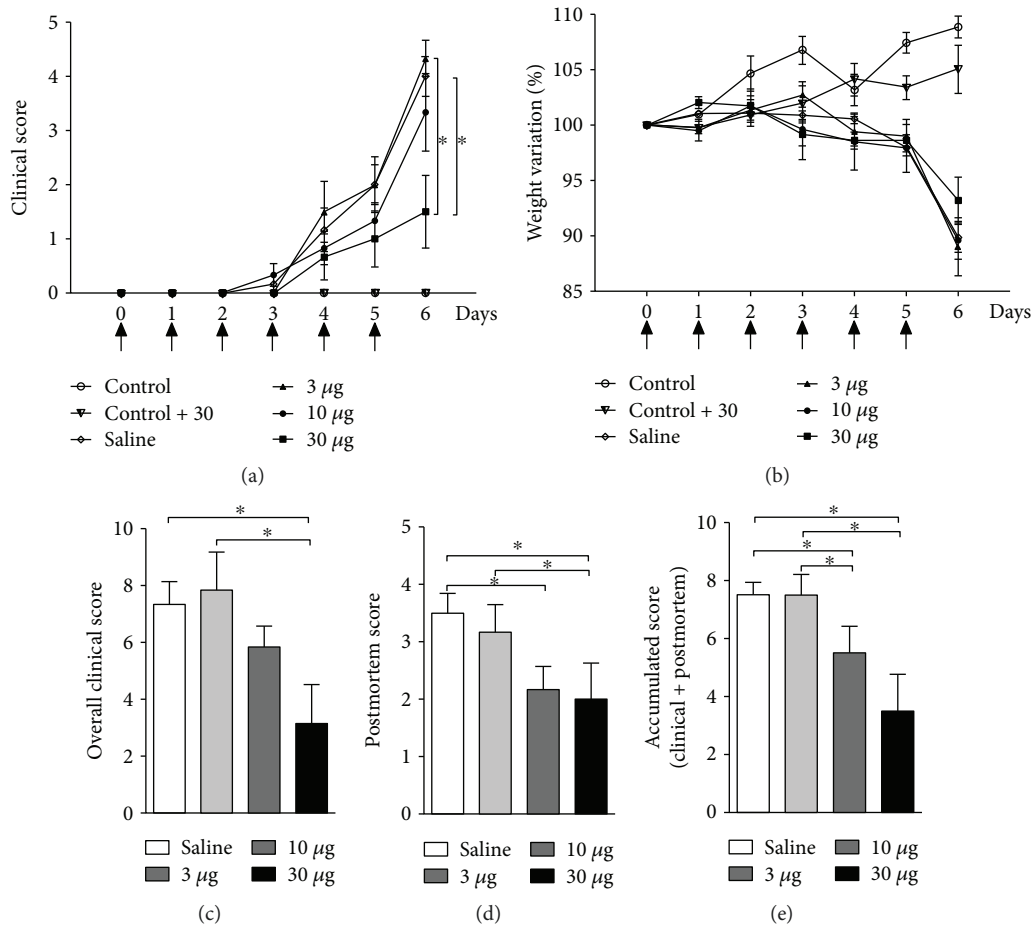 5
4
3
2
1
0
Clinical score
*
*
0 1 2 3 4 5 6 Days
Control
Control + 30
Saline
3 μg
10 μg
30 μg
(a)
110
105
100
95
90
85
Weight variation (%)
0 1 2 3 4 5 6 Days
Control
Control + 30
Saline
3 μg
10 μg
30 μg
(b)
10
8
6
4
2
0
Overall clinical score
*
*
Saline
3 μg
10 μg
30 μg
(c)
5
4
3
2
1
0
Postmortem score
*
*
*
Saline
3 μg
10 μg
30 μg
(d)
10
8
6
4
2
0
Accumulated score
(clinical + postmortem)
*
*
*
*
Saline
3 μg
10 μg
30 μg
(e)